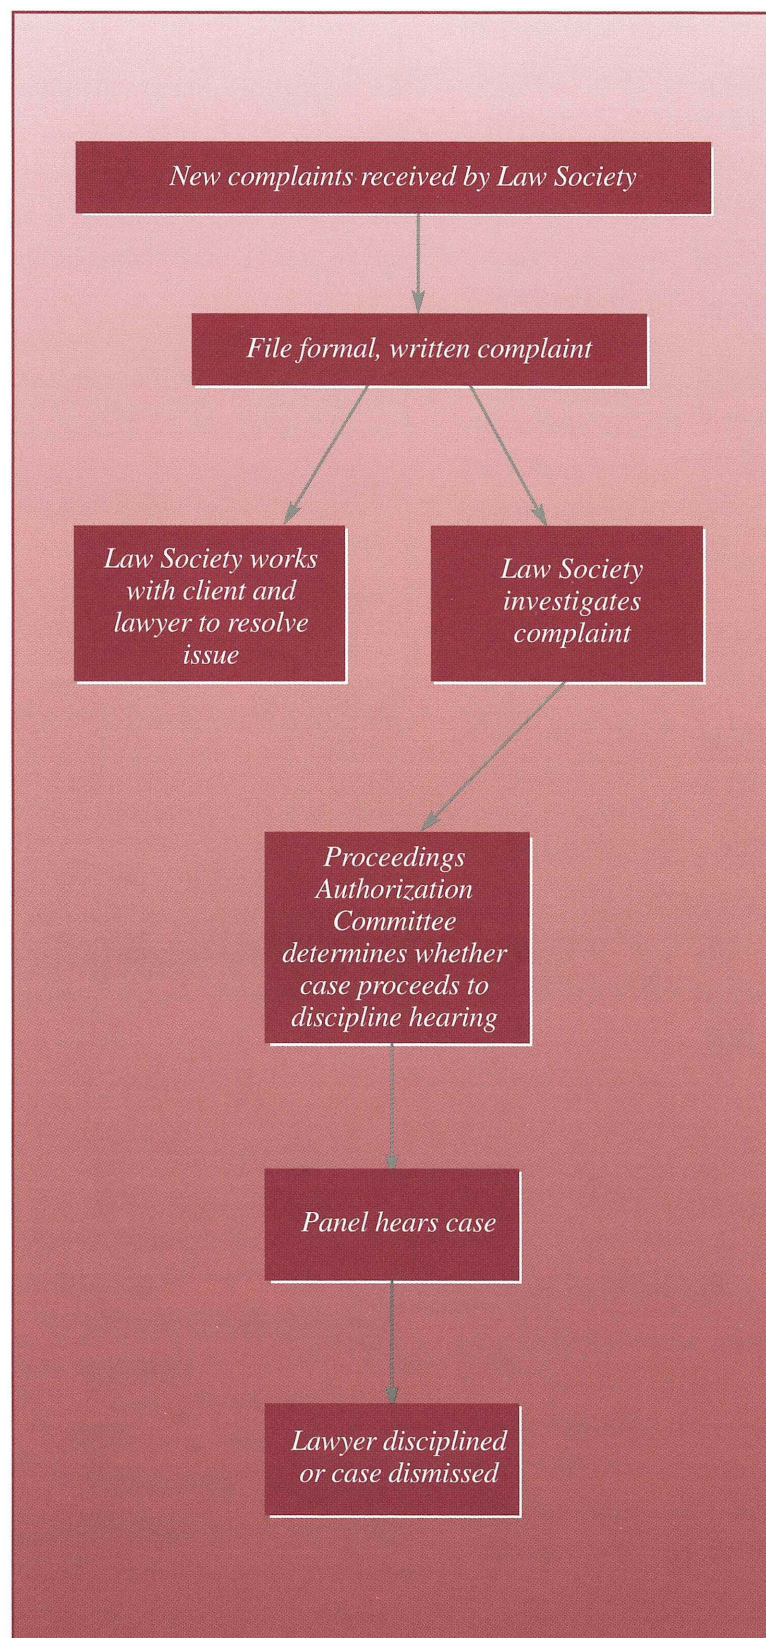 New complaints received by Law Society
File formal, written complaint
Law Society works
with client and
lawyer to resolve
issue
Law Society
investigates
complaint
Proceedings
Authorization
Committee
determines whether
case proceeds to
discipline hearing
Panel hears case
Lawyer disciplined
or case dismissed